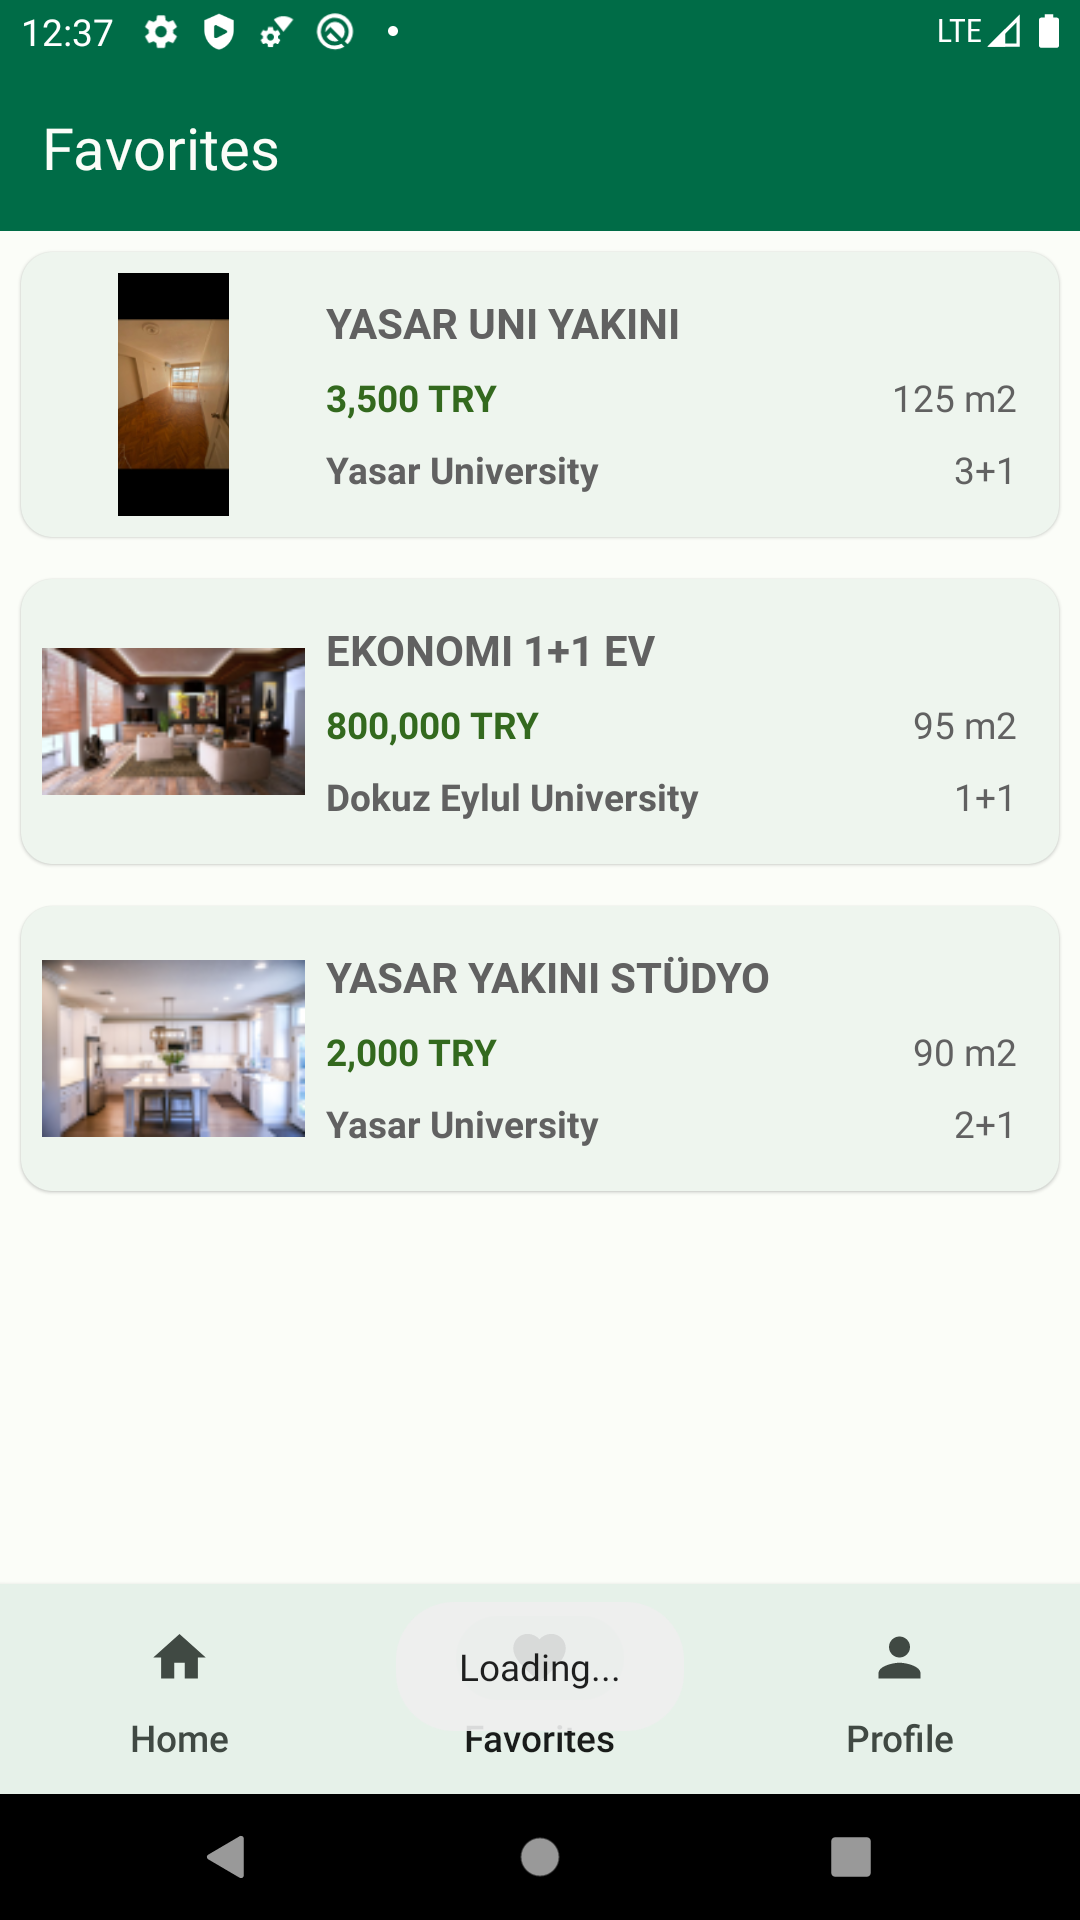 12:37
LTE
Favorites
YASAR UNI YAKINI
3,500 TRY
125 m2
Yasar University
3+1
EKONOMI 1+1 EV
800,000 TRY
95 m2
Dokuz Eylul University
1+1
YASAR YAKINI STÜDYO
2,000 TRY
90 m2
Yasar University
2+1
Loading...
Home
Favorites
Profile